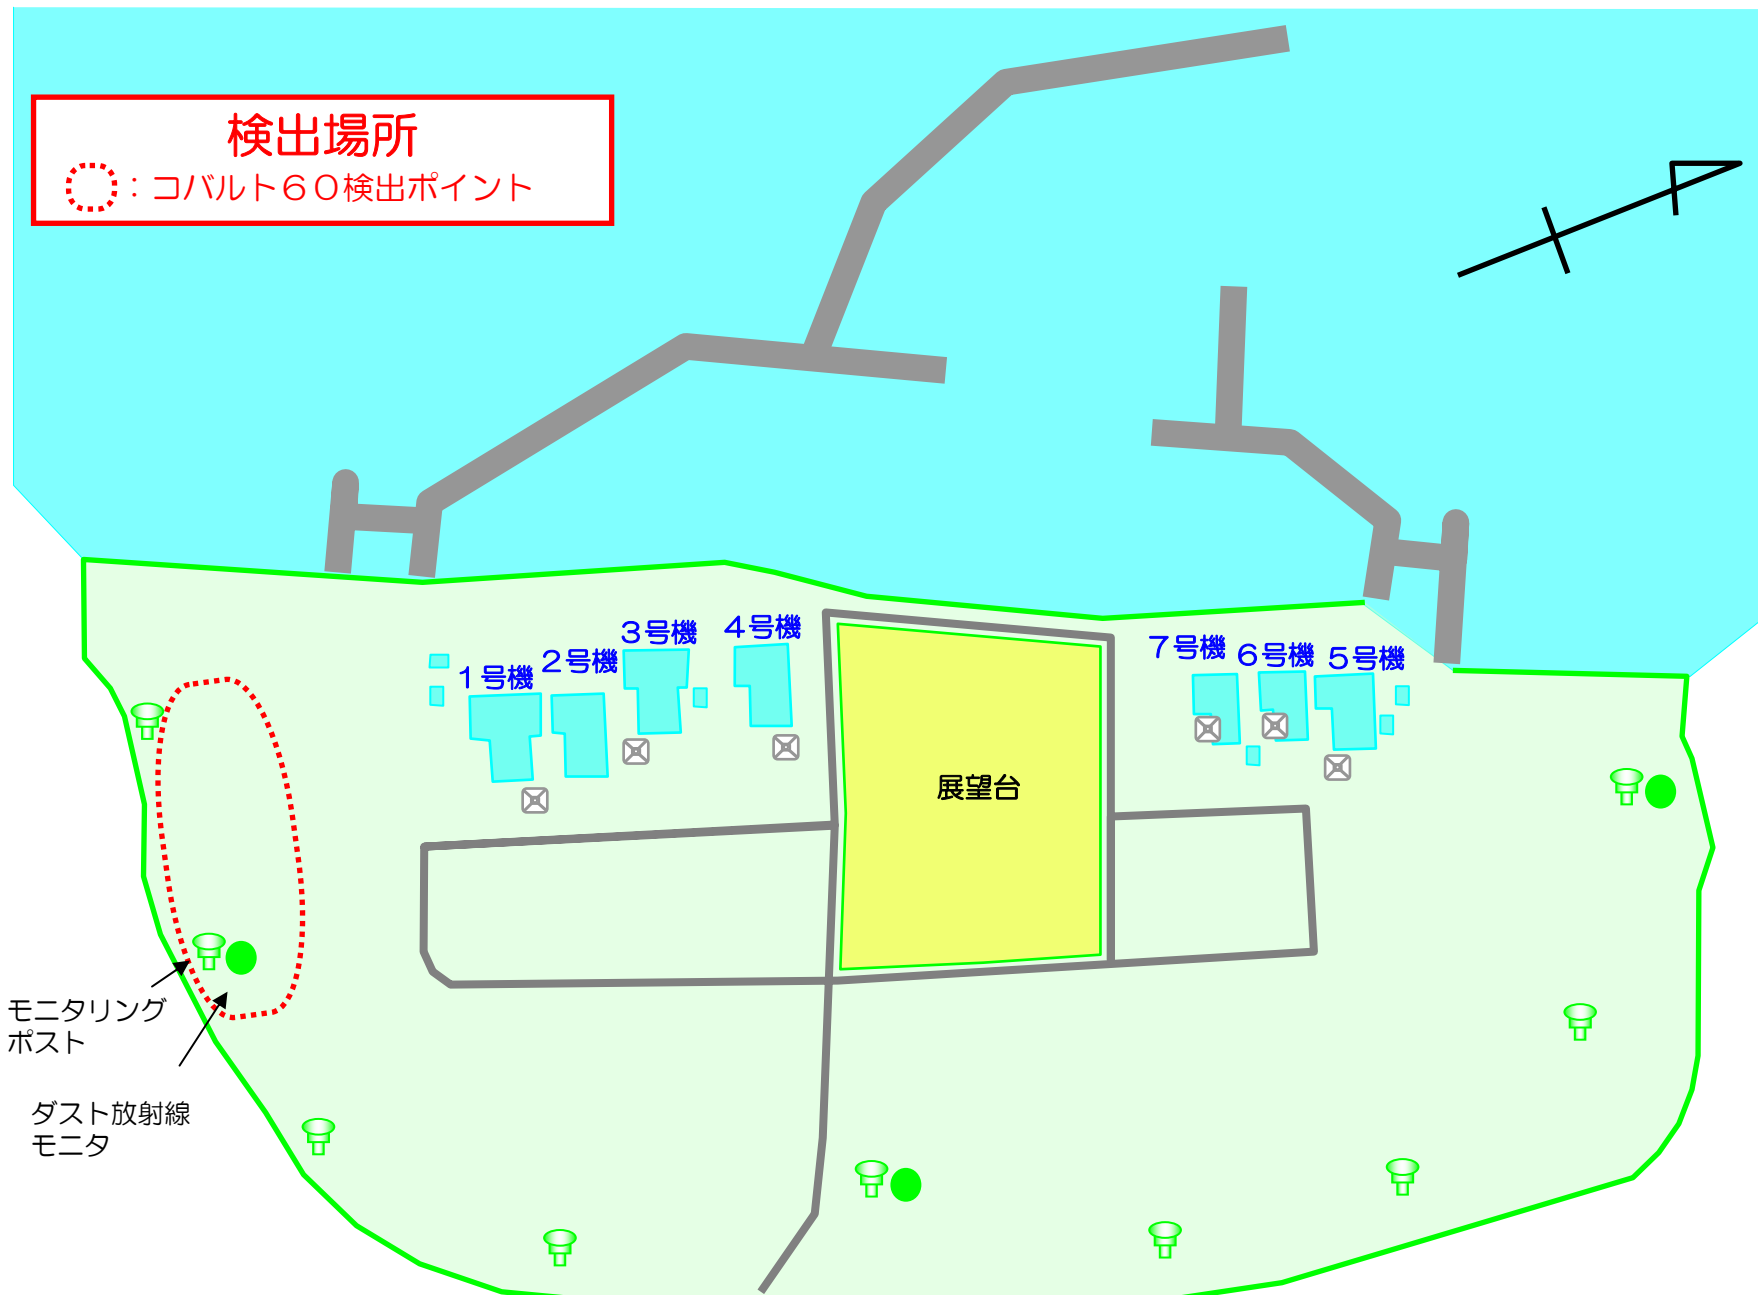 検出場所
：コバルト６０検出ポイント
３号機
４号機
２号機
１号機
７号機
６号機
５号機
展望台
モニタリング
ポスト
ダスト放射線
モニタ